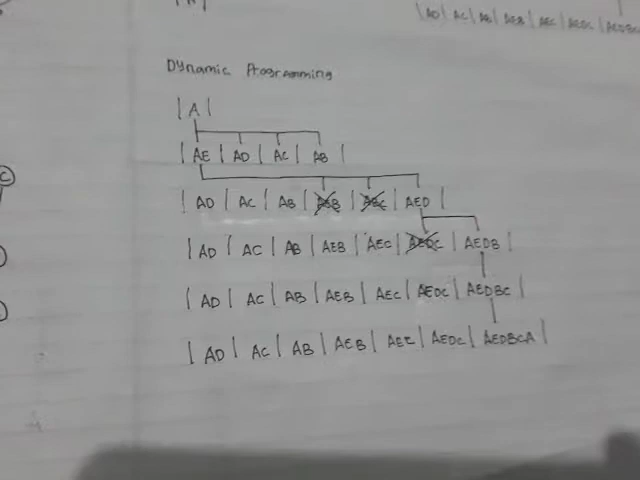 | AD | AC | AB | AEB | AEC | AEDC | AEDBC
Dynamic Programming
| A |
| AE | AD | AC | AB |
| AD | AC | AB | AEB | AEC | AED |
| AD | AC | AB | AEB | AEC | AEDC | AEDB |
| AD | AC | AB | AEB | AEC | AEDC | AEDBC |
| AD | AC | AB | AEB | AEC | AEDC | AEDBCA |
C